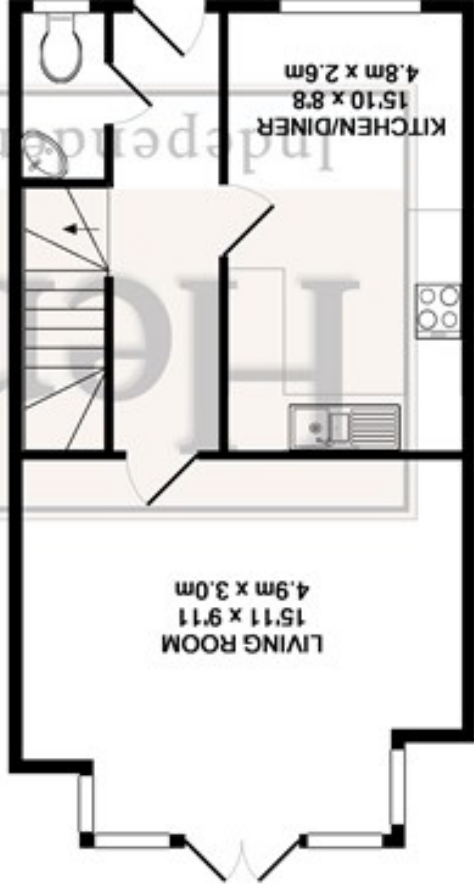 LIVING ROOM
15'11 x 9'11
4.9m x 3.0m
Independen
KITCHEN/DINER
15'10 x 8'8
4.8m x 2.6m